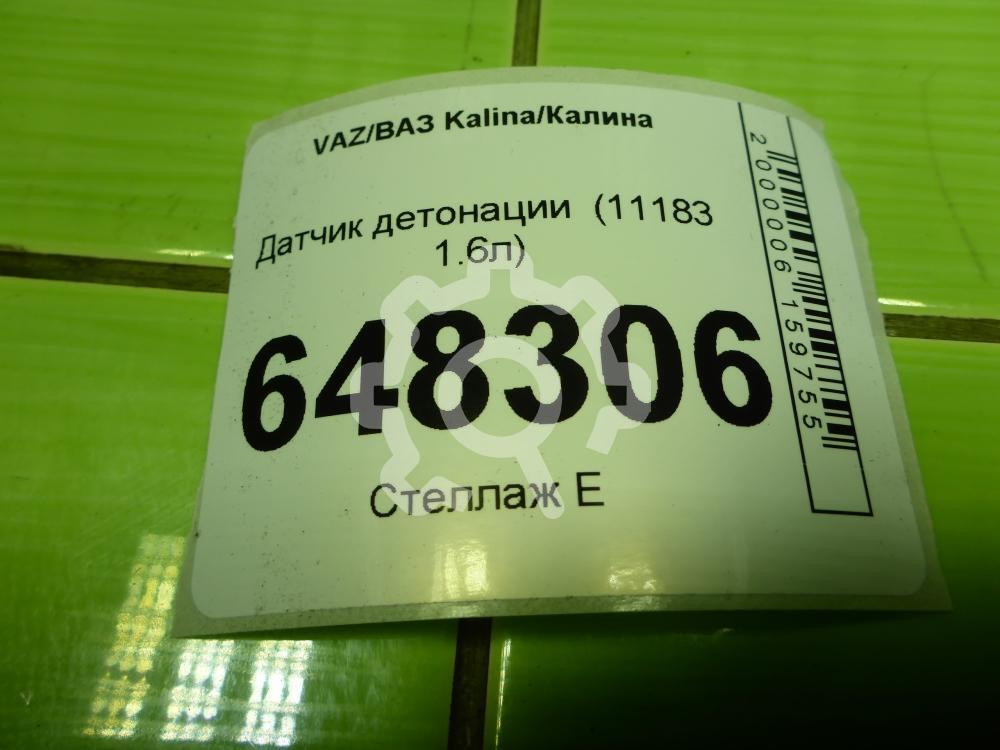 VAZ/ВАЗ Kalina/Калина
Датчик детонации (11183
1.6л)
648306
Стеллаж Е
2000006159755